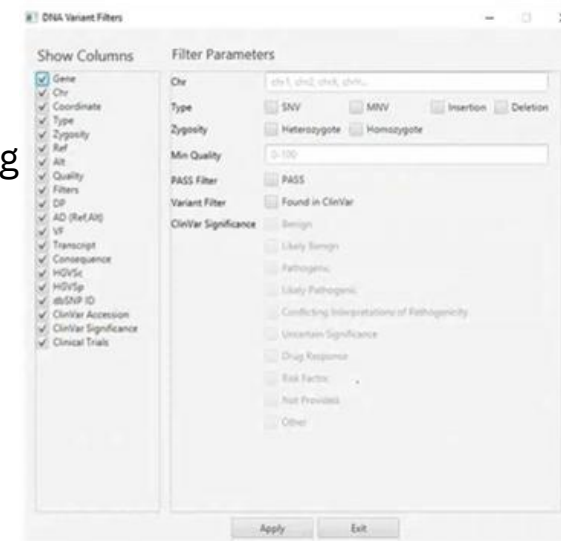 DNA Variant Filters
g
Show Columns
Gene
Chr
Coordinate
Type
Zygosity
Ref
Alt
Quality
Filters
DP
AD (Ref,Alt)
VF
Transcript
Consequence
HGVSc
HGVSp
dbSNP ID
ClinVar Accession
ClinVar Significance
Clinical Trials
Filter Parameters
Chr chr1, chr2, chrX, chrM...
Type SNV MNV Insertion Deletion
Zygosity Heterozygote Homozygote
Min Quality 0-100
PASS Filter PASS
Variant Filter Found in ClinVar
ClinVar Significance Benign
Likely Benign
Pathogenic
Likely Pathogenic
Conflicting Interpretations of Pathogenicity
Uncertain Significance
Drug Response
Risk Factor
Not Provided
Other
Apply Exit